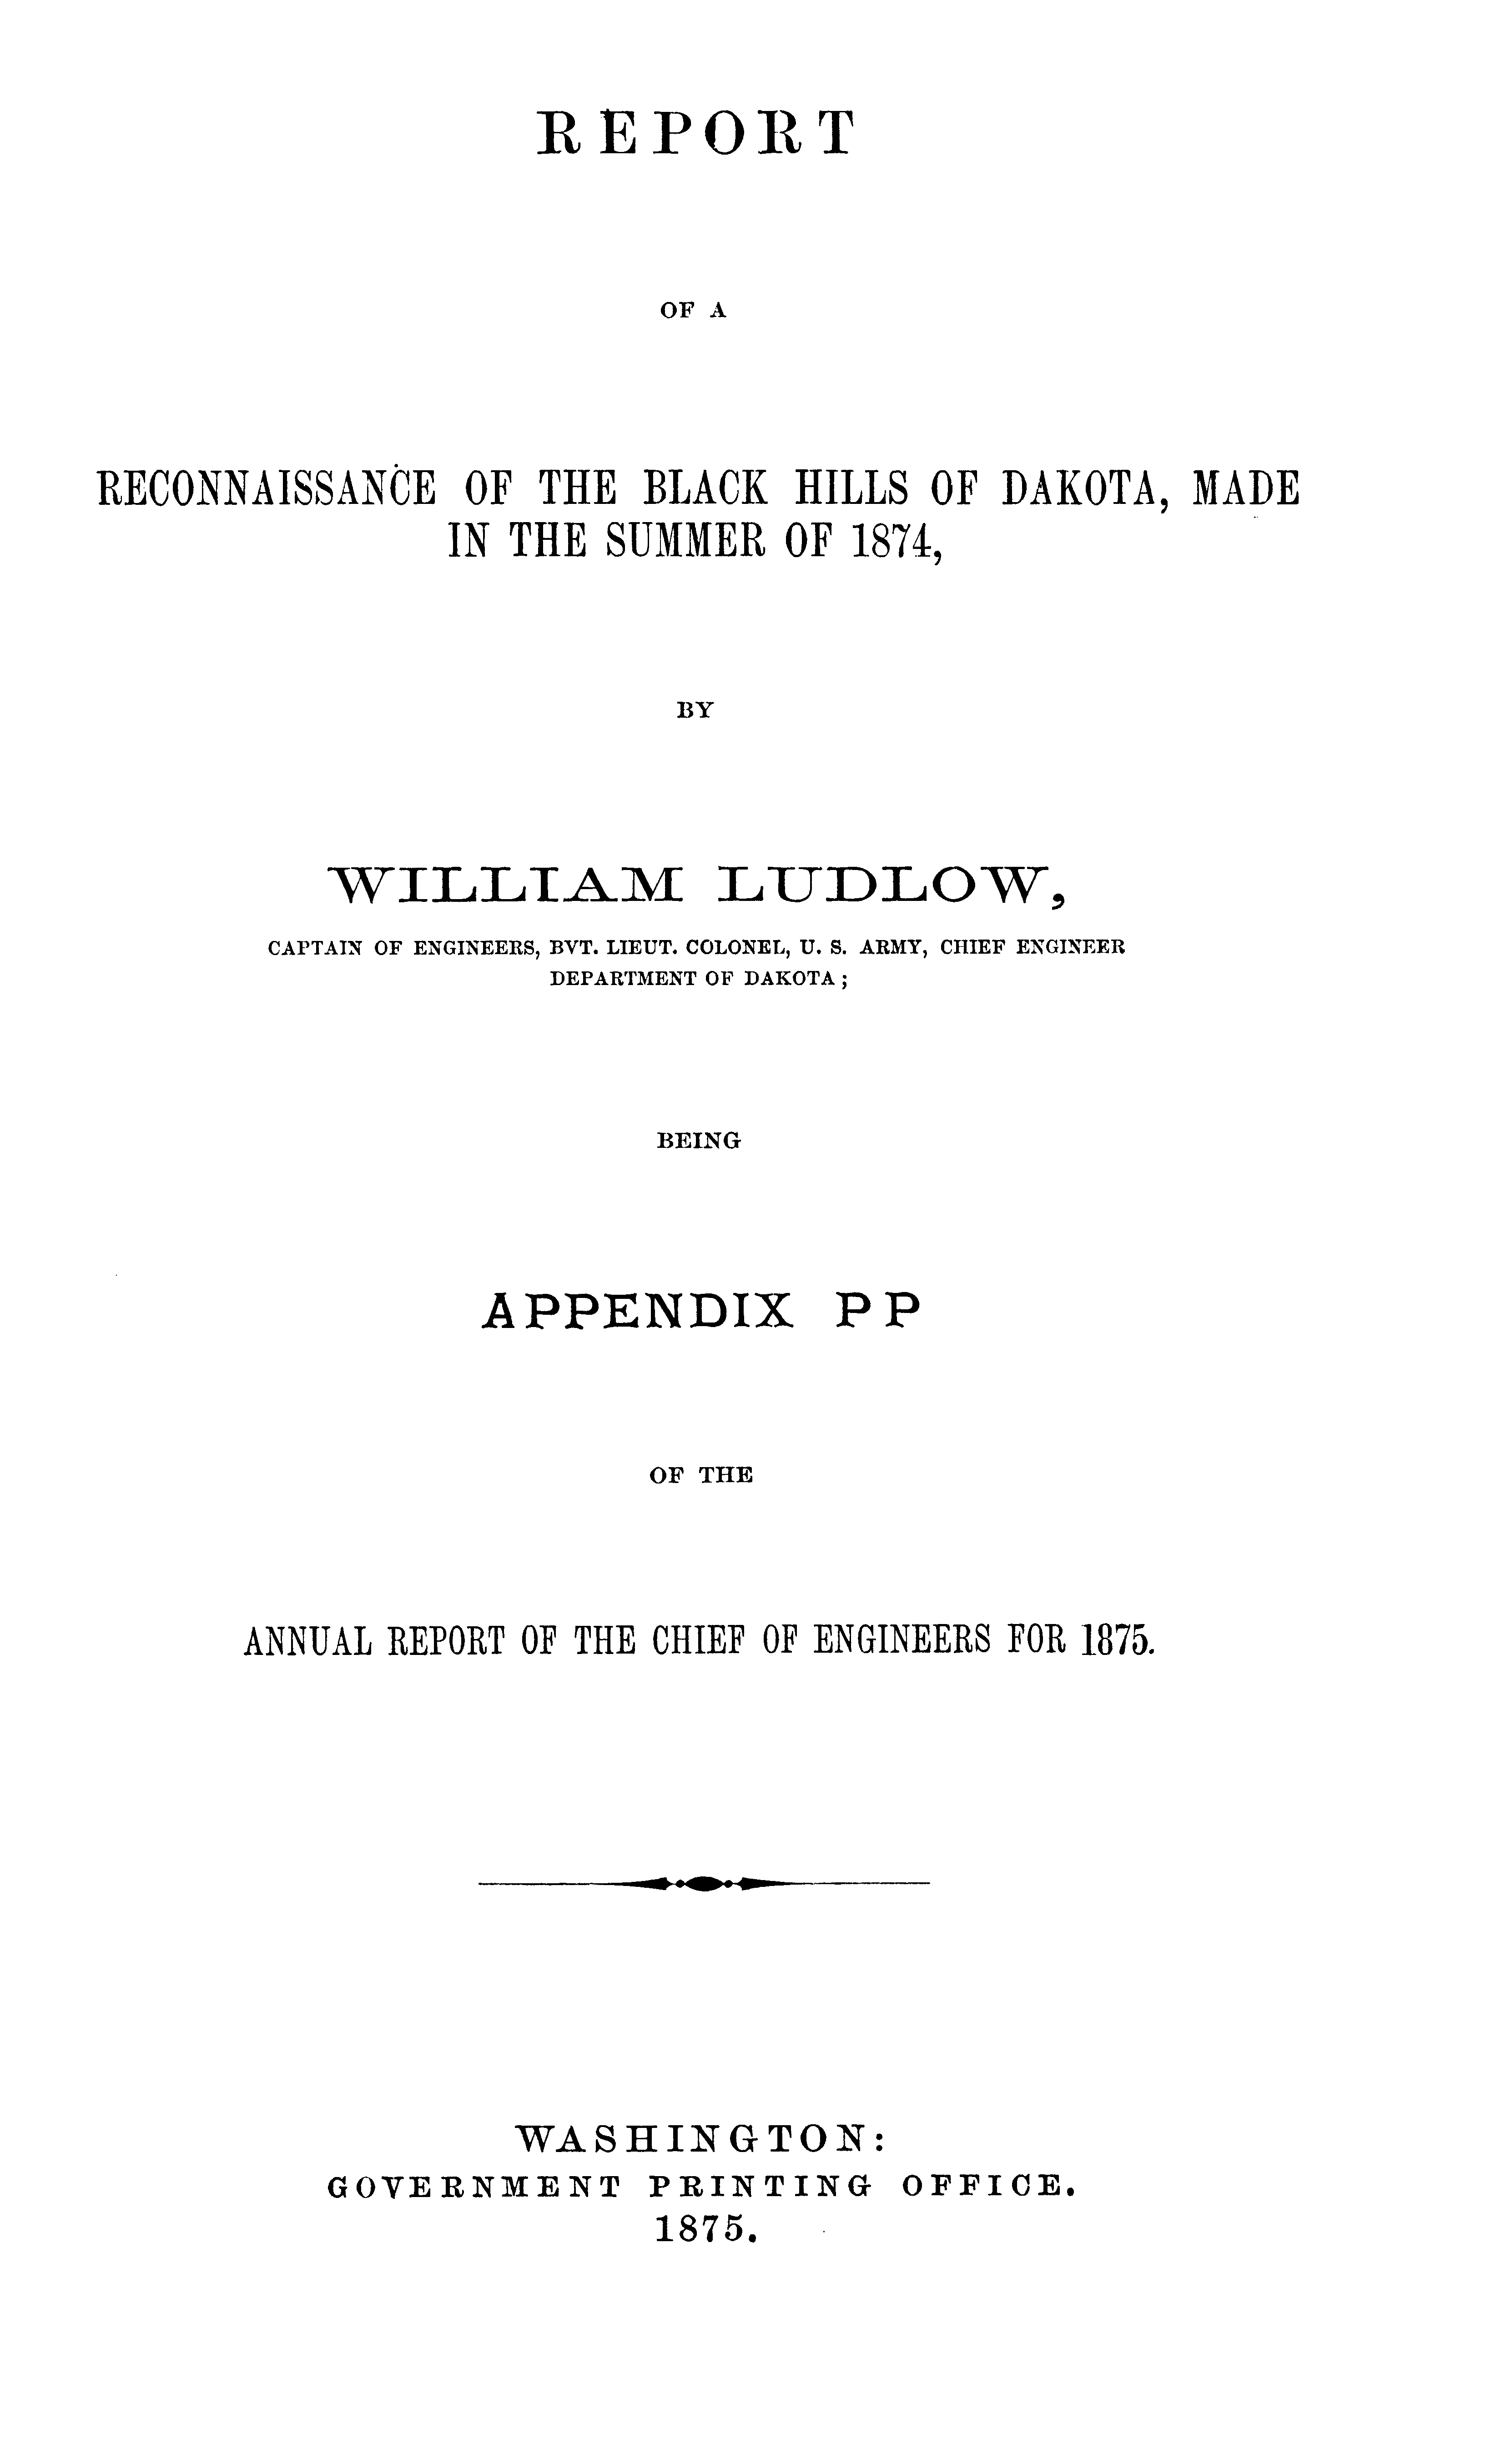 REPORT
OF A
RECONNAISSANCE OF THE BLACK HILLS OF DAKOTA, MADE
IN THE SUMMER OF 1874,
BY
WILLIAM LUDLOW,
CAPTAIN OF ENGINEERS, BVT. LIEUT. COLONEL, U. S. ARMY, CHIEF ENGINEER
DEPARTMENT OF DAKOTA;
BEING
APPENDIX PP
OF THE
ANNUAL REPORT OF THE CHIEF OF ENGINEERS FOR 1875.
WASHINGTON:
GOVERNMENT PRINTING OFFICE.
1875.